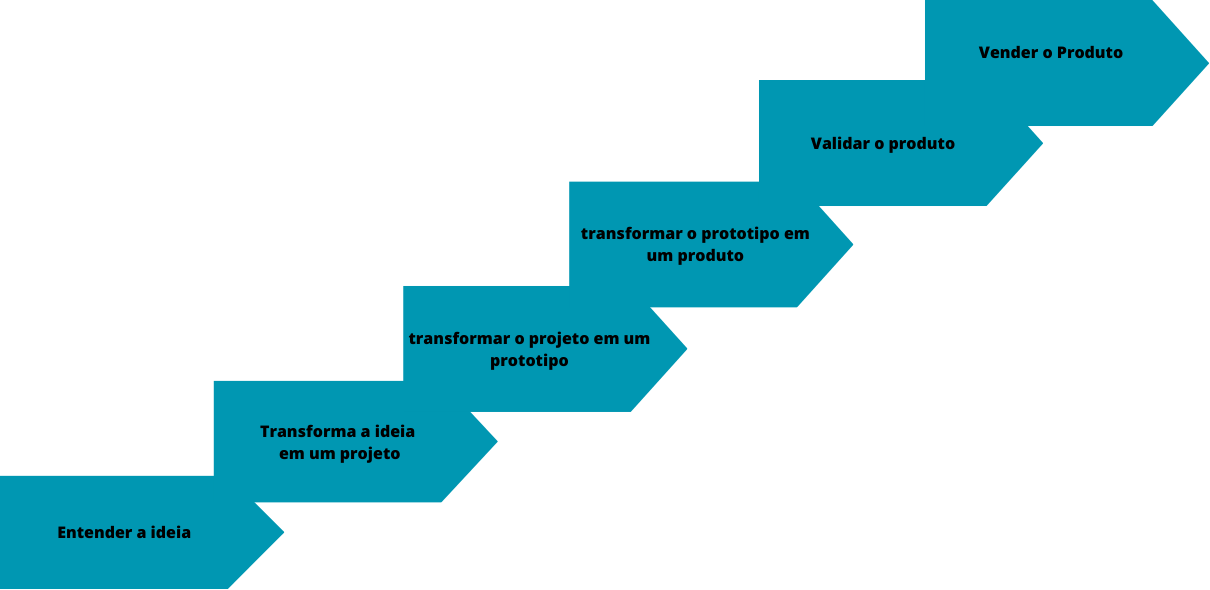 Vender o Produto
Validar o produto
transformar o prototipo em
um produto
transformar o projeto em um
prototipo
Transforma a ideia
em um projeto
Entender a ideia